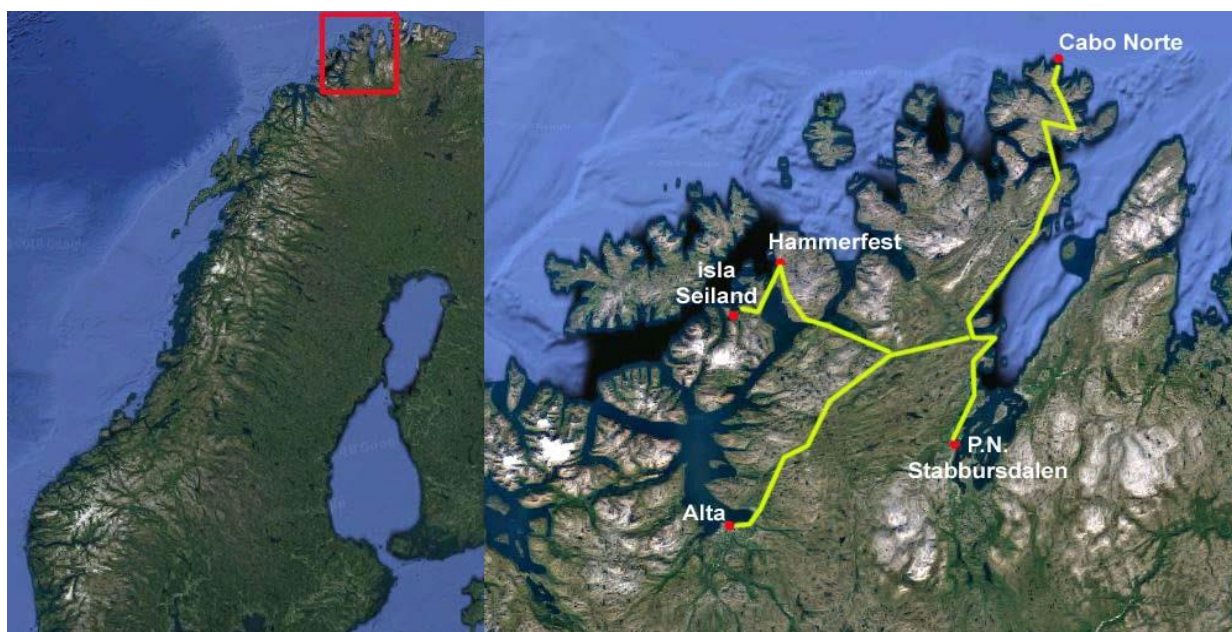 Cabo Norte
Hammerfest
isla
Seiland
P.N.
Stabbursdalen
Alta